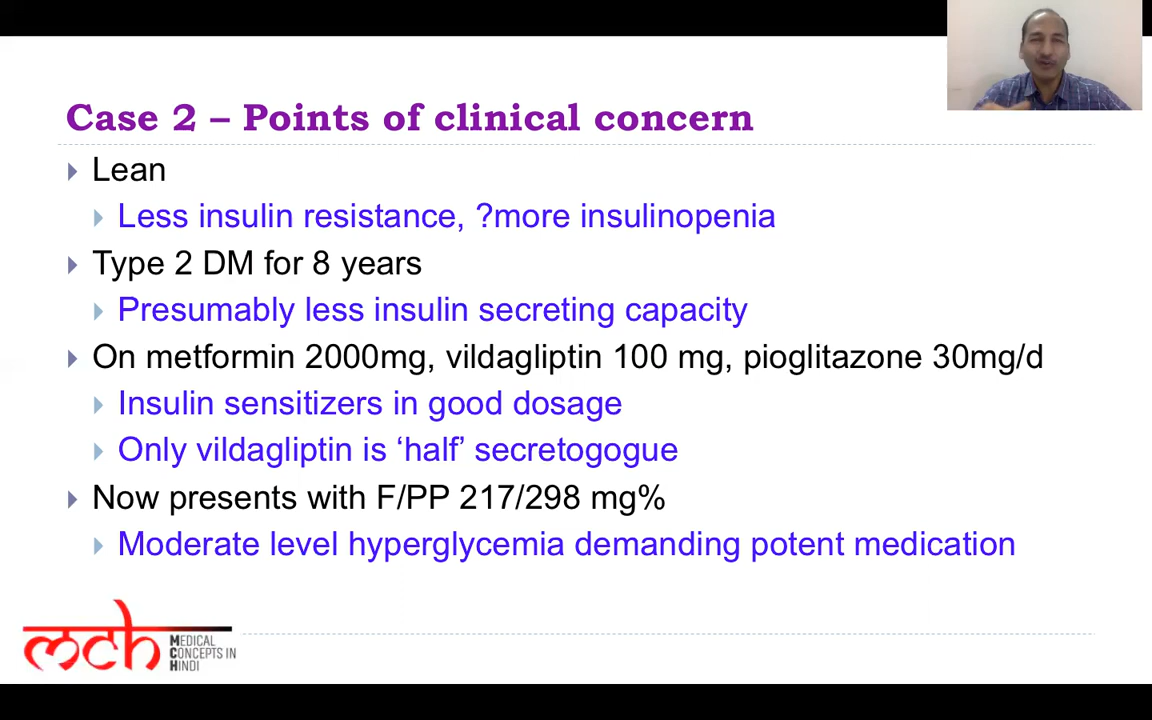 Case 2 – Points of clinical concern
Lean
Less insulin resistance, ?more insulinopenia
Type 2 DM for 8 years
Presumably less insulin secreting capacity
On metformin 2000mg, vildagliptin 100 mg, pioglitazone 30mg/d
Insulin sensitizers in good dosage
Only vildagliptin is ‘half’ secretogogue
Now presents with F/PP 217/298 mg%
Moderate level hyperglycemia demanding potent medication
mch
MEDICAL
CONCEPTS IN
HINDI
M
C
H